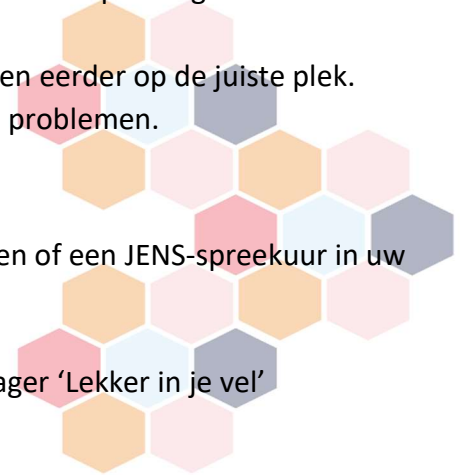 en eerder op de juiste plek.
problemen.
en of een JENS-spreekuur in uw
ager ‘Lekker in je vel’